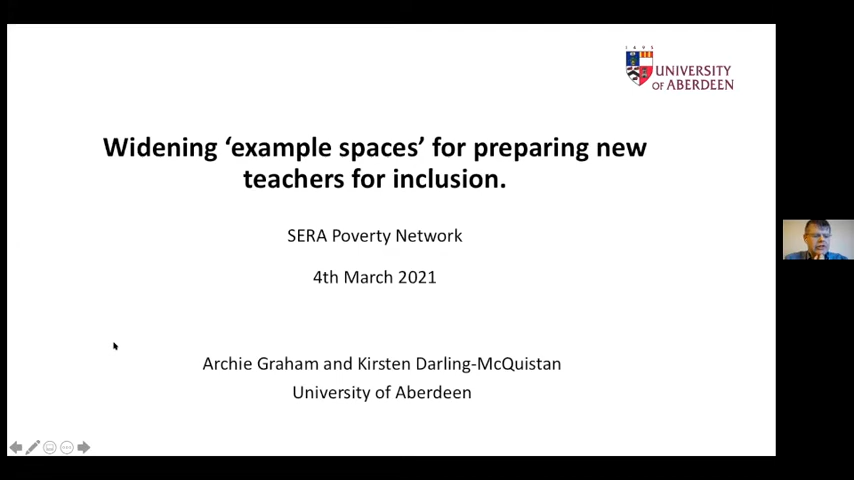 1495
UNIVERSITY
OF ABERDEEN
Widening ‘example spaces’ for preparing new
teachers for inclusion.
SERA Poverty Network
4th March 2021
Archie Graham and Kirsten Darling-McQuistan
University of Aberdeen